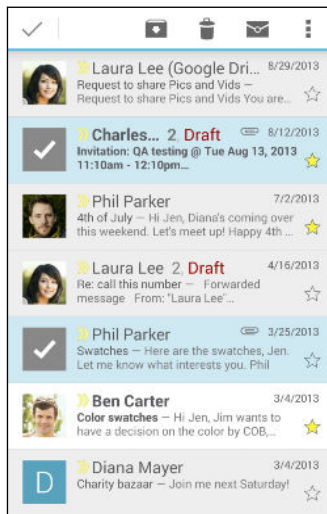 Laura Lee (Google Dri... 8/29/2013
Request to share Pics and Vids –
Request to share Pics and Vids You are...
Charles... 2, Draft 8/12/2013
Invitation: QA testing @ Tue Aug 13, 2013
11:10am - 12:10pm...
Phil Parker 7/2/2013
4th of July – Hi Jen, Diana's coming over
this weekend. Let's meet up! Happy 4th ...
Laura Lee 2, Draft 4/16/2013
Re: call this number – Forwarded
message From: "Laura Lee"...
Phil Parker 3/25/2013
Swatches – Here are the swatches, Jen.
Let me know what interests you. Phil
Ben Carter 3/4/2013
Color swatches – Hi Jen, Jim wants to
have a decision on the color by COB,...
D Diana Mayer 3/4/2013
Charity bazaar – Join me next Saturday!